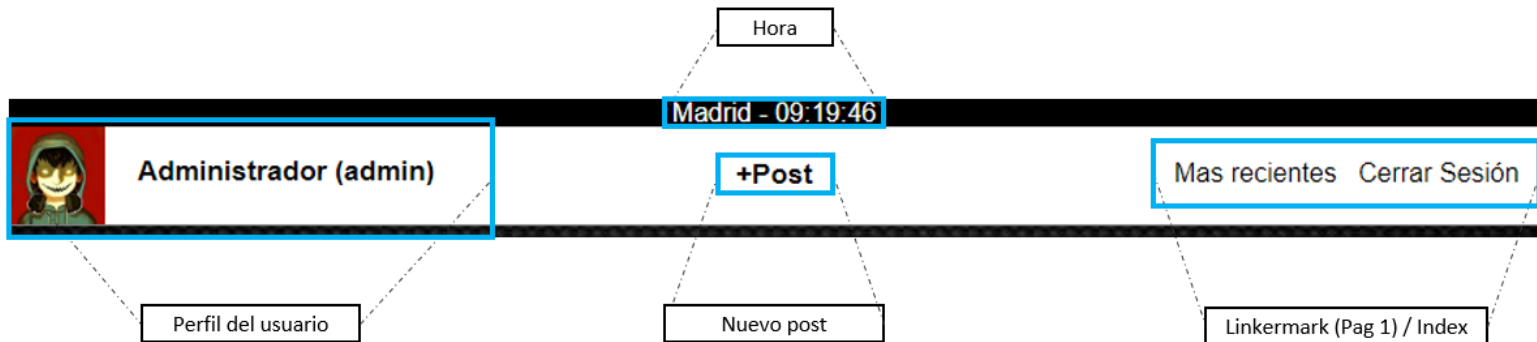 Hora
Madrid - 09:19:46
Administrador (admin)
+Post
Mas recientes Cerrar Sesión
Perfil del usuario
Nuevo post
Linkermark (Pag 1) / Index